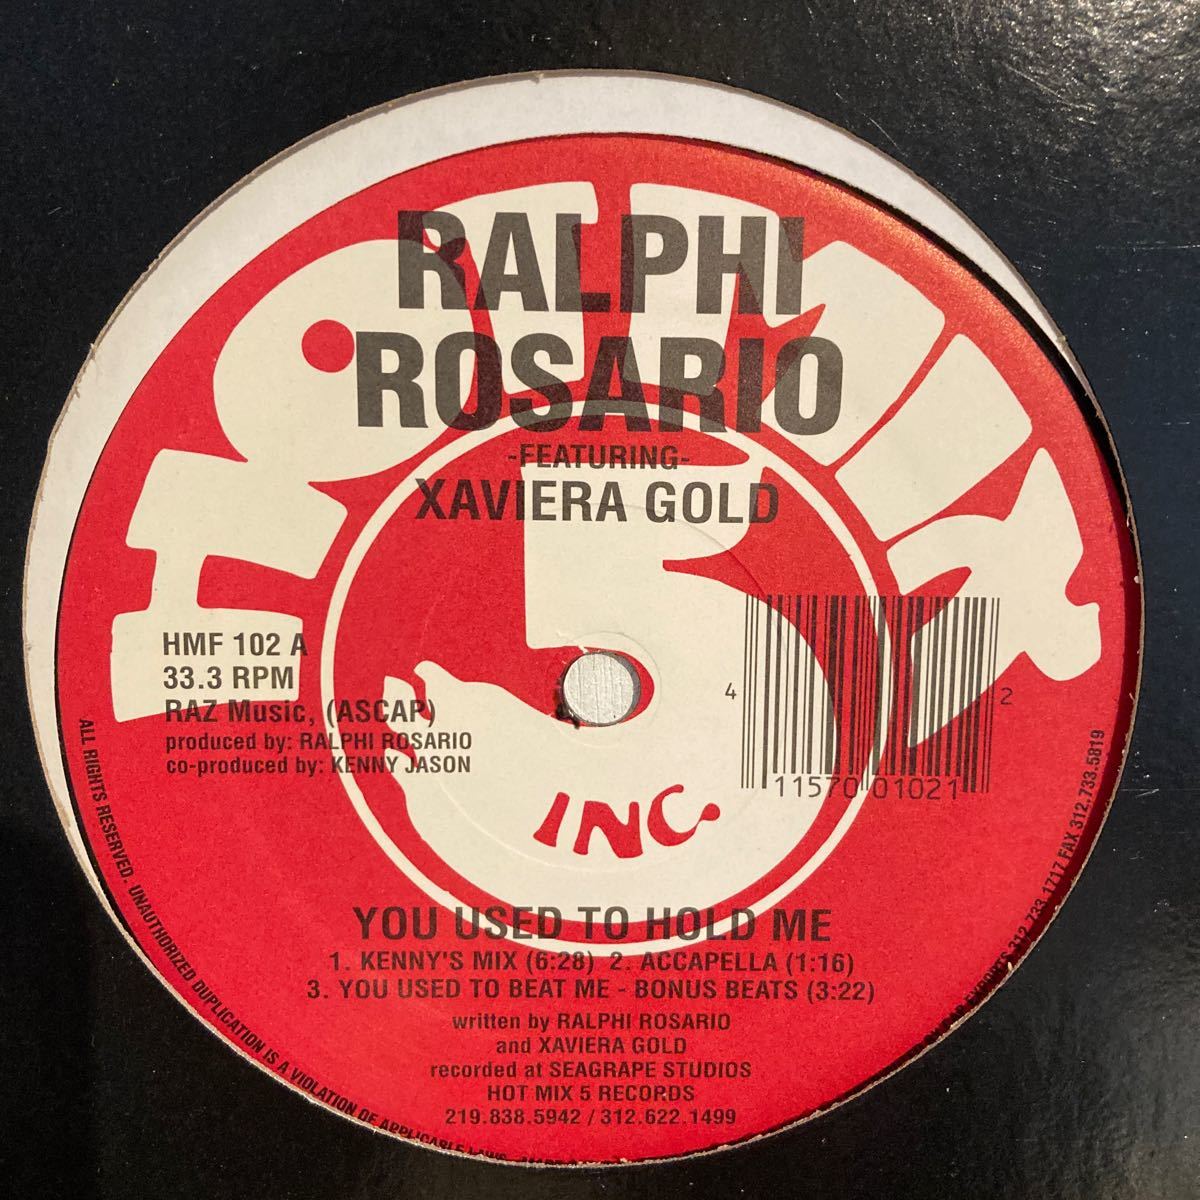 HOT MIX
5
INC.
RALPHI
ROSARIO
-FEATURING-
XAVIERA GOLD
HMF 102 A
33.3 RPM
RAZ Music, (ASCAP)
produced by: RALPHI ROSARIO
co-produced by: KENNY JASON
4 11570 01021 2
YOU USED TO HOLD ME
1. KENNY'S MIX (6:28) 2. ACCAPELLA (1:16)
3. YOU USED TO BEAT ME - BONUS BEATS (3:22)
written by RALPHI ROSARIO
and XAVIERA GOLD
recorded at SEAGRAPE STUDIOS
HOT MIX 5 RECORDS
219.838.5942 / 312.622.1499
ALL RIGHTS RESERVED. UNAUTHORIZED DUPLICATION IS A VIOLATION OF APPLICABLE LAWS 312.733.1717 FAX 312.733.5819